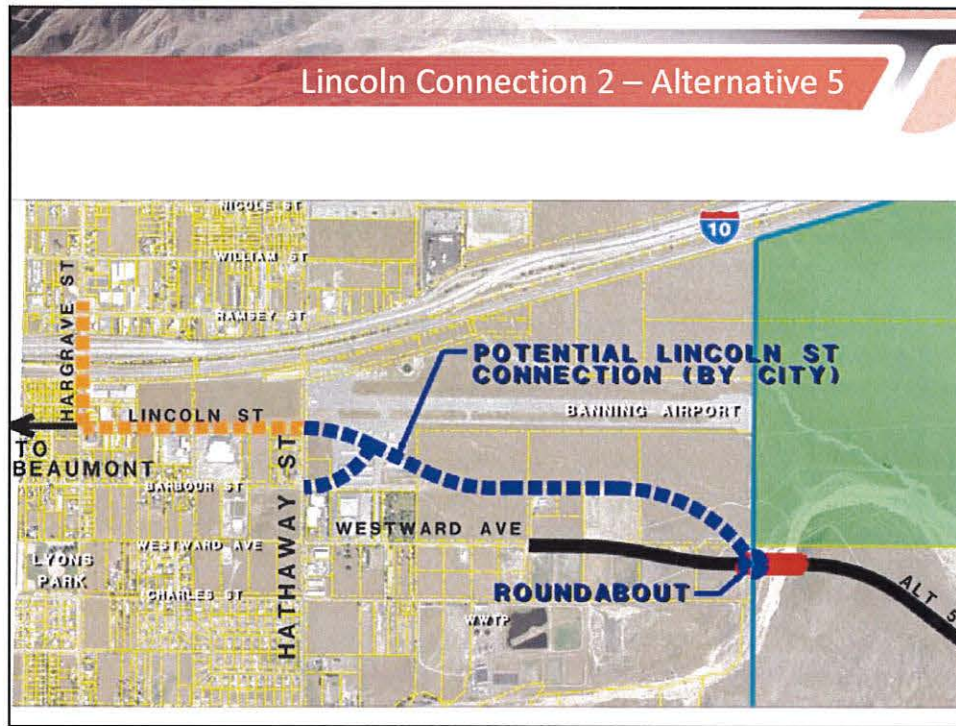 Lincoln Connection 2 – Alternative 5
NICOLE ST
10
WILLIAM ST
HARGRAVE ST
RAMSEY ST
POTENTIAL LINCOLN ST
CONNECTION (BY CITY)
LINCOLN ST
BANNING AIRPORT
TO
BEAUMONT
BARBOUR ST
HATHAWAY ST
WESTWARD AVE
WESTWARD AVE
LYONS
PARK
CHARLES ST
ROUNDABOUT
ALT 5
WWTP